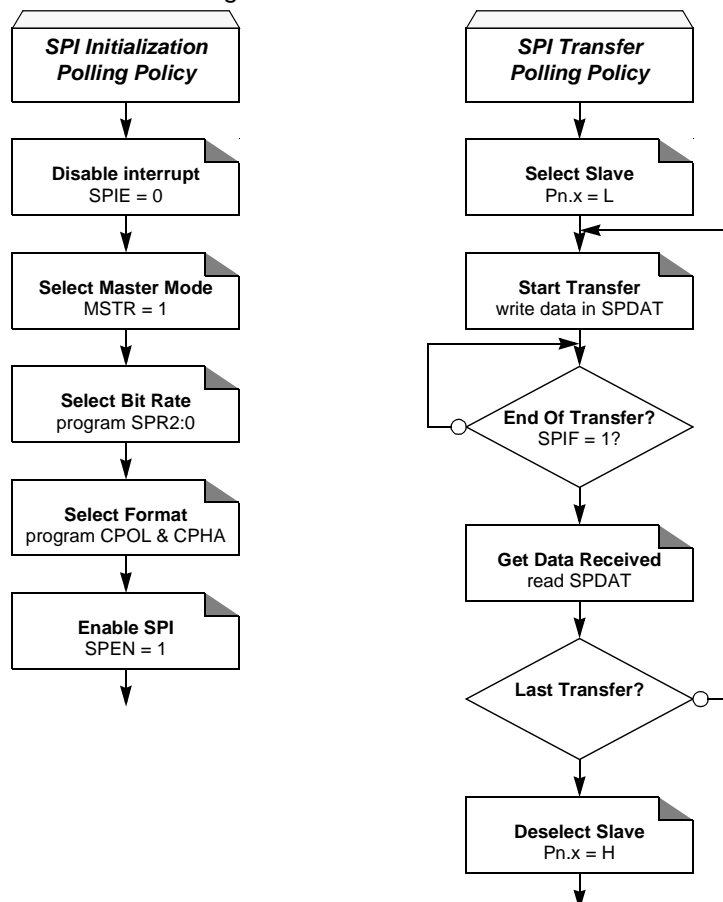 SPI Initialization
Polling Policy
Disable interrupt
SPIE = 0
Select Master Mode
MSTR = 1
Select Bit Rate
program SPR2:0
Select Format
program CPOL & CPHA
Enable SPI
SPEN = 1
SPI Transfer
Polling Policy
Select Slave
Pn.x = L
Start Transfer
write data in SPDAT
End Of Transfer?
SPIF = 1?
Get Data Received
read SPDAT
Last Transfer?
Deselect Slave
Pn.x = H